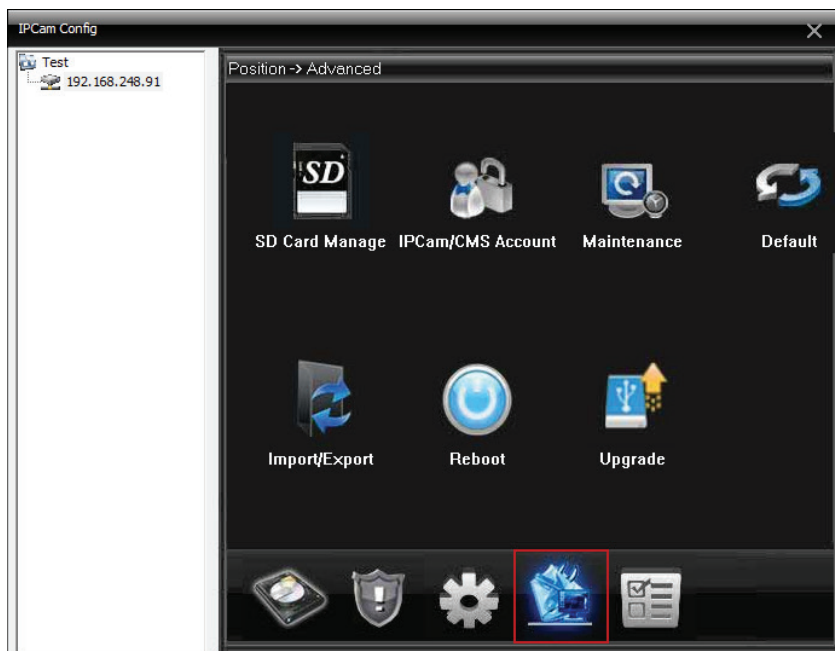 IPCam Config
Test
192.168.248.91
Position -> Advanced
SD
SD Card Manage
IPCam/CMS Account
Maintenance
Default
Import/Export
Reboot
Upgrade